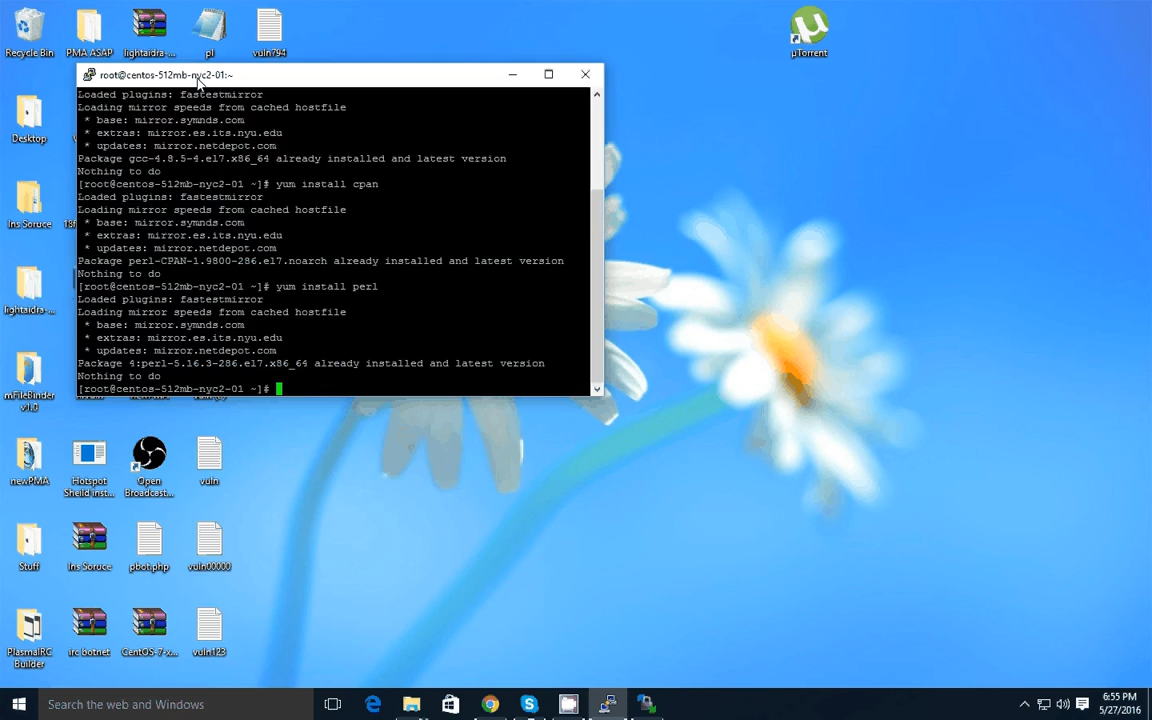 Recycle Bin
PMA ASAP
lightaidra-...
pl
vuln794
µTorrent
root@centos-512mb-nyc2-01:~
Loaded plugins: fastestmirror
Loading mirror speeds from cached hostfile
* base: mirror.symnds.com
* extras: mirror.es.its.nyu.edu
* updates: mirror.netdepot.com
Package gcc-4.8.5-4.el7.x86_64 already installed and latest version
Nothing to do
[root@centos-512mb-nyc2-01 ~]# yum install cpan
Loaded plugins: fastestmirror
Loading mirror speeds from cached hostfile
* base: mirror.symnds.com
* extras: mirror.es.its.nyu.edu
* updates: mirror.netdepot.com
Package perl-CPAN-1.9800-286.el7.noarch already installed and latest version
Nothing to do
[root@centos-512mb-nyc2-01 ~]# yum install perl
Loaded plugins: fastestmirror
Loading mirror speeds from cached hostfile
* base: mirror.symnds.com
* extras: mirror.es.its.nyu.edu
* updates: mirror.netdepot.com
Package 4:perl-5.16.3-286.el7.x86_64 already installed and latest version
Nothing to do
[root@centos-512mb-nyc2-01 ~]#
Desktop
Ins Soruce
lightaidra-...
mFileBinder
v1.0
newPMA
Hotspot
Sheild inst...
Open
Broadcast...
vuln
Stuff
Ins Soruce
pbot.php
vuln00000
PlasmaIRC
Builder
irc botnet
CentOS-7-x...
vuln123
Search the web and Windows
6:55 PM
5/27/2016